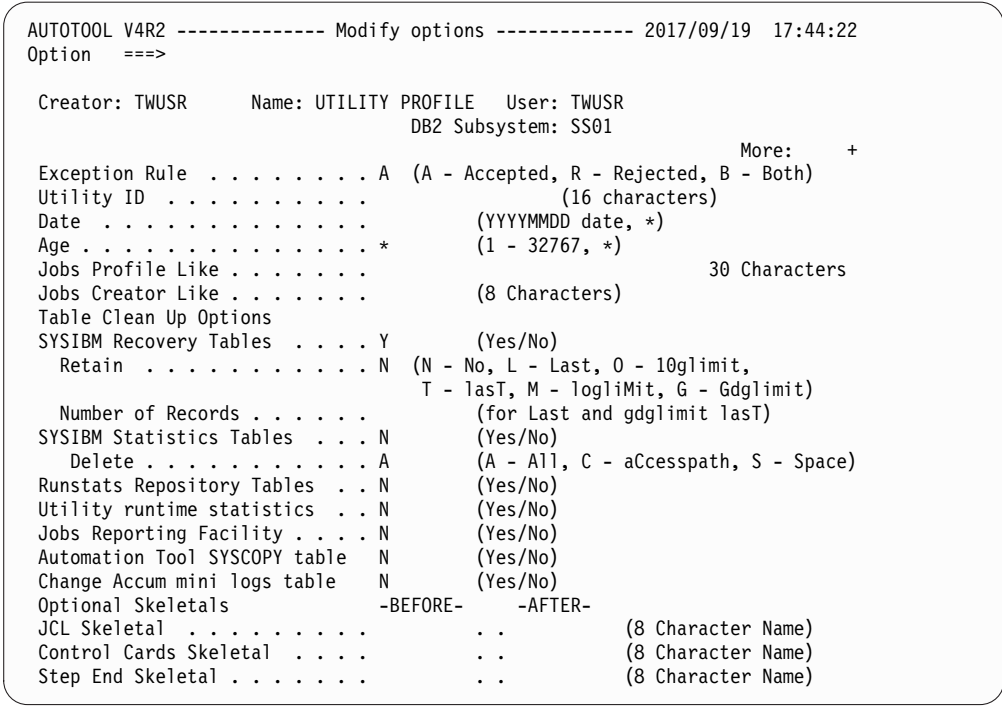 AUTOTOOL V4R2 -------------- Modify options ------------- 2017/09/19  17:44:22
Option   ===>
Creator: TWUSR      Name: UTILITY PROFILE   User: TWUSR
DB2 Subsystem: SS01
More:     +
Exception Rule  . . . . . . . . A  (A - Accepted, R - Rejected, B - Both)
Utility ID  . . . . . . . . . .                   (16 characters)
Date  . . . . . . . . . . . . .           (YYYYMMDD date, *)
Age . . . . . . . . . . . . . . *         (1 - 32767, *)
Jobs Profile Like . . . . . . .                                 30 Characters
Jobs Creator Like . . . . . . .           (8 Characters)
Table Clean Up Options
SYSIBM Recovery Tables  . . . . Y         (Yes/No)
Retain  . . . . . . . . . . . N  (N - No, L - Last, O - 10glimit,
T - lasT, M - logliMit, G - Gdglimit)
Number of Records . . . . . .           (for Last and gdglimit lasT)
SYSIBM Statistics Tables  . . . N         (Yes/No)
Delete . . . . . . . . . . . A         (A - All, C - aCcesspath, S - Space)
Runstats Repository Tables  . . N         (Yes/No)
Utility runtime statistics  . . N         (Yes/No)
Jobs Reporting Facility . . . . N         (Yes/No)
Automation Tool SYSCOPY table   N         (Yes/No)
Change Accum mini logs table    N         (Yes/No)
Optional Skeletals               -BEFORE-     -AFTER-
JCL Skeletal  . . . . . . . . .           . .            (8 Character Name)
Control Cards Skeletal  . . . .           . .            (8 Character Name)
Step End Skeletal . . . . . . .           . .            (8 Character Name)